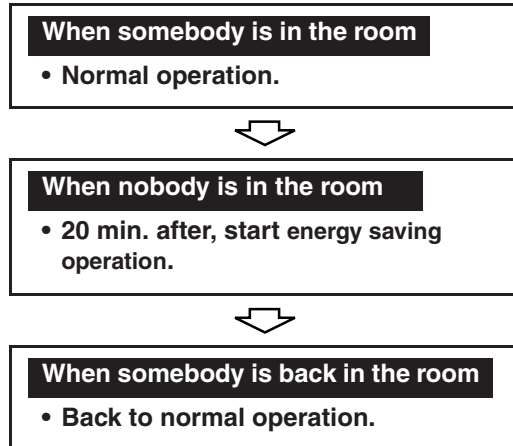 When somebody is in the room
• Normal operation.
When nobody is in the room
• 20 min. after, start energy saving
operation.
When somebody is back in the room
• Back to normal operation.